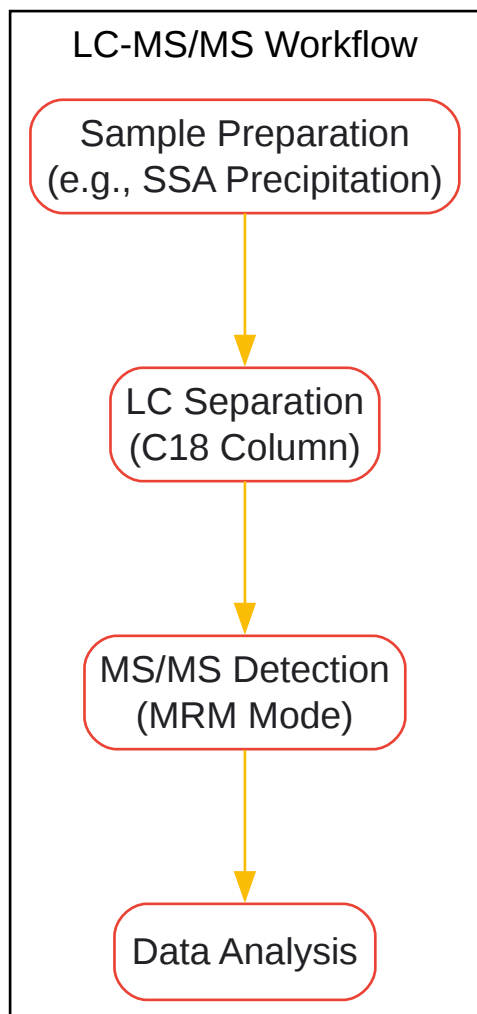 LC-MS/MS Workflow
Sample Preparation
(e.g., SSA Precipitation)
LC Separation
(C18 Column)
MS/MS Detection
(MRM Mode)
Data Analysis